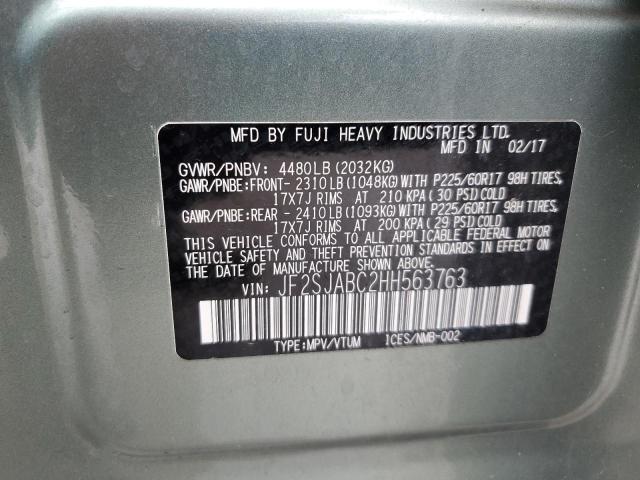 MFD BY FUJI HEAVY INDUSTRIES LTD.
MFD IN 02/17
GVWR/PNBV: 4480LB (2032KG)
GAWR/PNBE:FRONT- 2310LB (1048KG) WITH P225/60R17 98H TIRES,
17X7J RIMS AT 210 KPA (30 PSI) COLD
GAWR/PNBE:REAR - 2410LB (1093KG) WITH P225/60R17 98H TIRES,
17X7J RIMS AT 200 KPA (29 PSI) COLD
THIS VEHICLE CONFORMS TO ALL APPLICABLE FEDERAL MOTOR
VEHICLE SAFETY AND THEFT PREVENTION STANDARDS IN EFFECT ON
THE DATE OF MANUFACTURE SHOWN ABOVE.
VIN: JF2SJABC2HH563763
TYPE:MPV/VTUM ICES/NMB-002